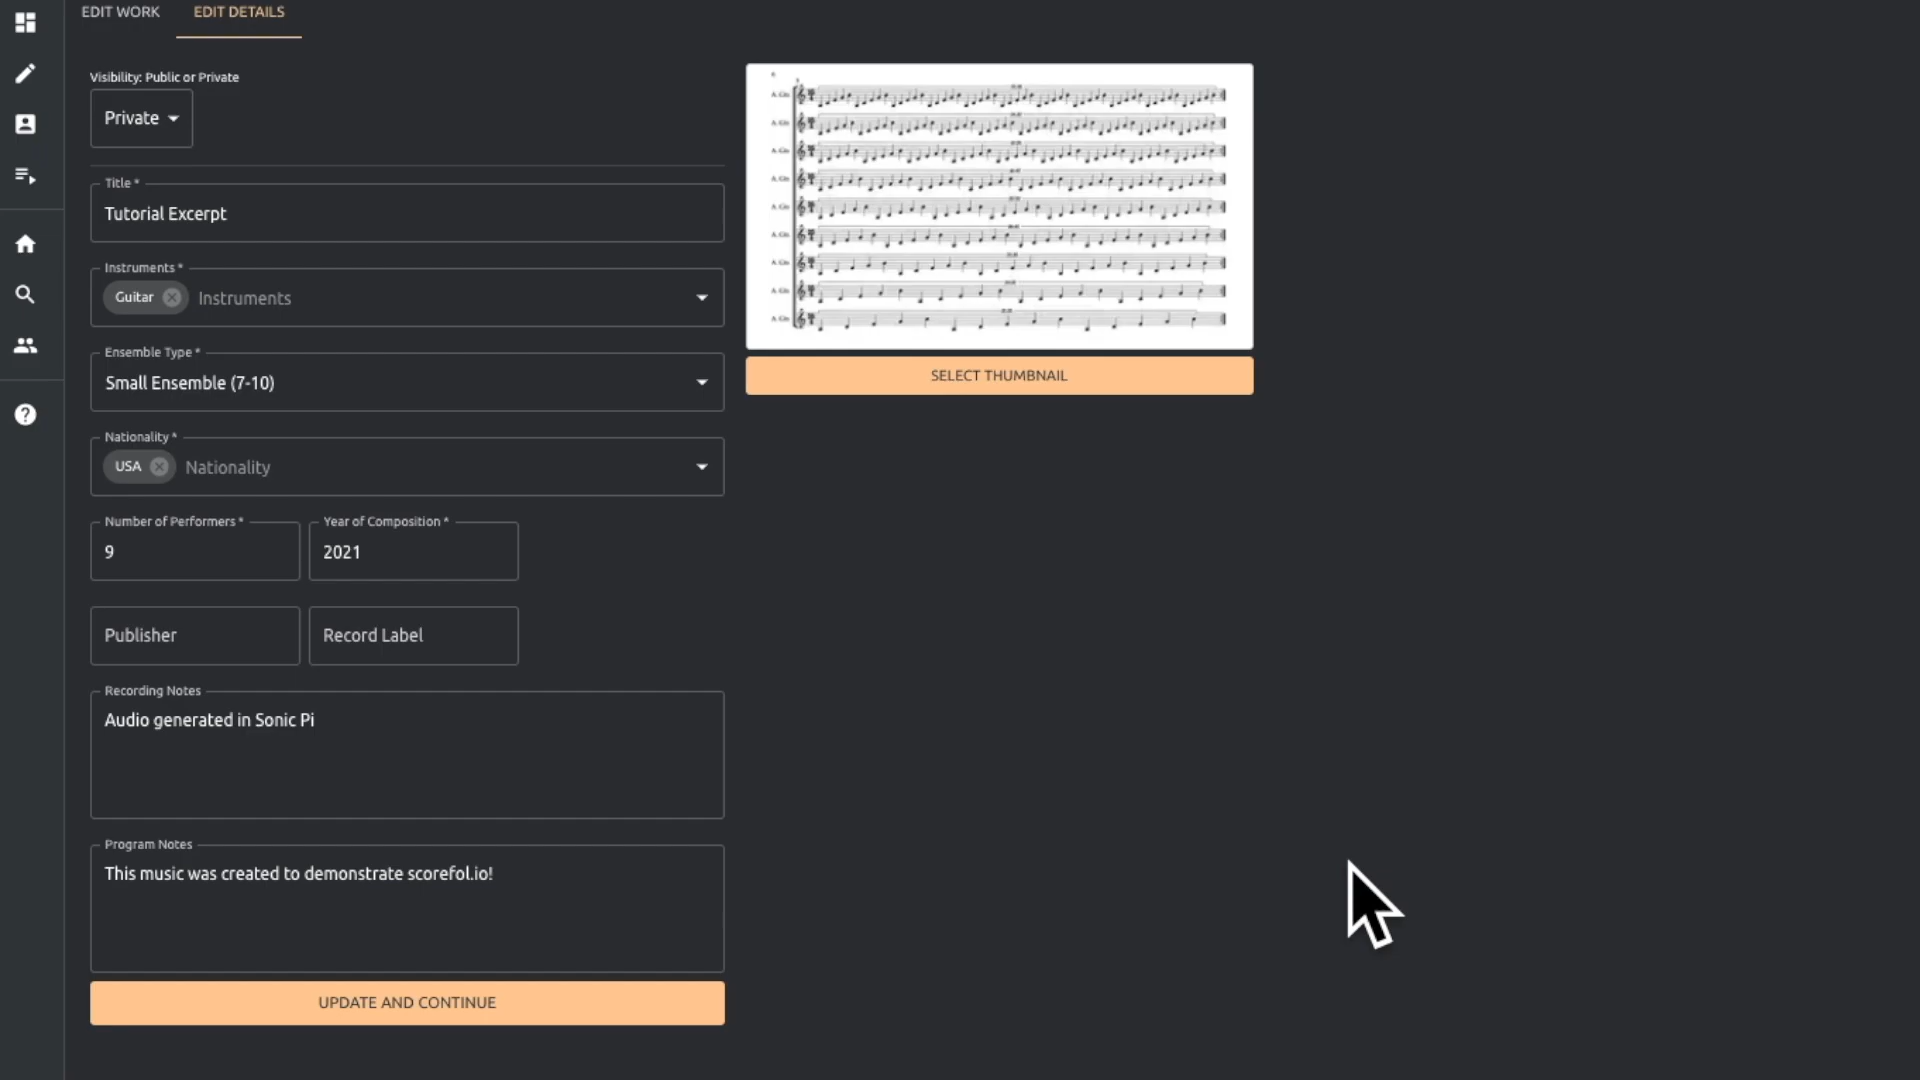 EDIT WORK EDIT DETAILS
Visibility: Public or Private
Private
Title *
Tutorial Excerpt
Instruments *
Guitar Instruments
Ensemble Type *
Small Ensemble (7-10)
Nationality *
USA Nationality
Number of Performers * Year of Composition *
9 2021
Publisher Record Label
Recording Notes
Audio generated in Sonic Pi
Program Notes
This music was created to demonstrate scorefol.io!
UPDATE AND CONTINUE
SELECT THUMBNAIL